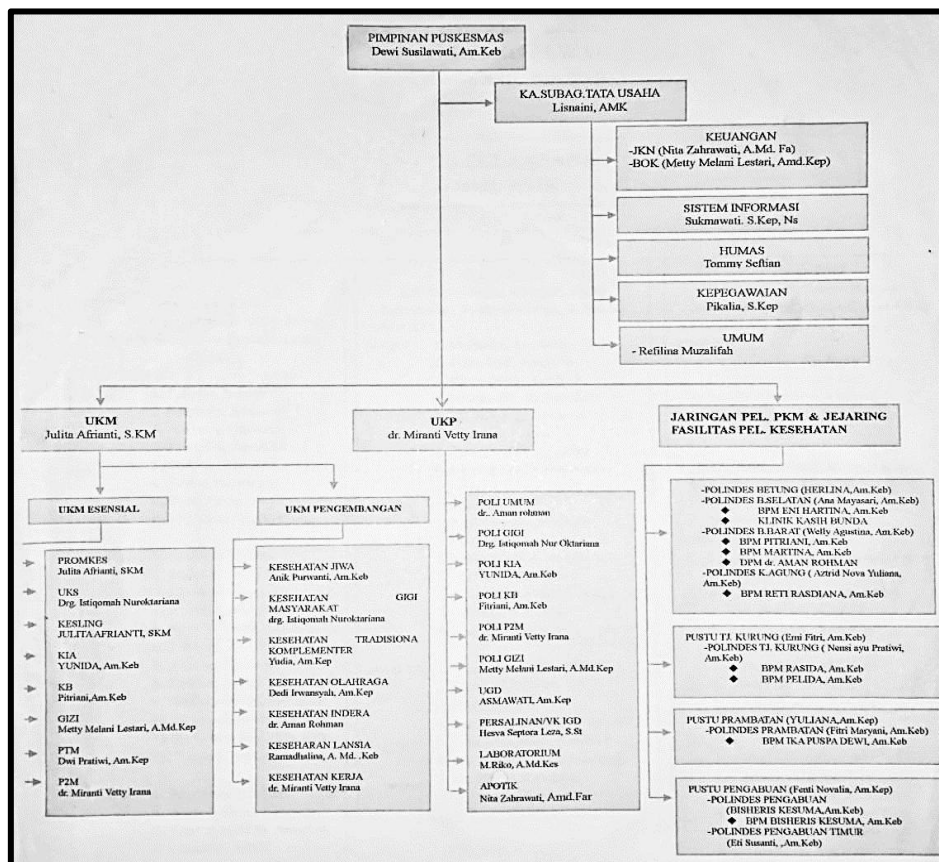 PIMPINAN PUSKESMAS
Dewi Susilawati, Am.Keb
KA.SUBAG.TATA USAHA
Lisnaini, AMK
KEUANGAN
-JKN (Nita Zahrawati, A.Md. Fa)
-BOK (Metty Melani Lestari, Amd.Kep)
SISTEM INFORMASI
Sukmawati. S.Kep, Ns
HUMAS
Tommy Seftian
KEPEGAWAIAN
Pikalia, S.Kep
UMUM
- Refilina Muzalifah
UKM
Julita Afrianti, S.KM
UKP
dr. Miranti Vetty Irana
JARINGAN PEL. PKM & JEJARING
FASILITAS PEL. KESEHATAN
UKM ESENSIAL
PROMKES
Julita Afrianti, SKM
UKS
Drg. Istiqomah Nuroktariana
KESLING
JULITA AFRIANTI, SKM
KIA
YUNIDA, Am.Keb
KB
Pitriani,Am.Keb
GIZI
Metty Melani Lestari, A.Md.Kep
PTM
Dwi Pratiwi, Am.Kep
P2M
dr. Miranti Vetty Irana
UKM PENGEMBANGAN
KESEHATAN JIWA
Anik Purwanti, Am.Keb
KESEHATAN GIGI
MASYARAKAT
drg. Istiqomah Nuroktariana
KESEHATAN TRADISIONA
KOMPLEMENTER
Yudia, Am.Kep
KESEHATAN OLAHRAGA
Dedi Irwansyah, Am.Kep
KESEHATAN INDERA
dr. Aman Rohman
KESEHARAN LANSIA
Ramadhalina, A. Md. .Keb
KESEHATAN KERJA
dr. Miranti Vetty Irana
POLI UMUM
dr.. Aman rohman
POLI GIGI
Drg. Istiqomah Nur Oktariana
POLI KIA
YUNIDA, Am.Keb
POLI KB
Fitriani, Am.Keb
POLI P2M
dr. Miranti Vetty Irana
POLI GIZI
Metty Melani Lestari, A.Md.Kep
UGD
ASMAWATI, Am.Kep
PERSALINAN/VK IGD
Hesva Septora Leza, S.St
LABORATORIUM
M.Riko, A.Md.Kes
APOTIK
Nita Zahrawati, Amd.Far
-POLINDES BETUNG (HERLINA,Am.Keb)
-POLINDES B.SELATAN (Ana Mayasari, Am.Keb)
◆ BPM ENI HARTINA, Am.Keb
◆ KLINIK KASIH BUNDA
-POLINDES B.BARAT (Welly Agustina, Am.Keb)
◆ BPM PITRIANI, Am.Keb
◆ BPM MARTINA, Am.Keb
◆ DPM dr. AMAN ROHMAN
-POLINDES K.AGUNG ( Aztrid Nova Yuliana,
Am.Keb)
◆ BPM RETI RASDIANA, Am.Keb
PUSTU TJ. KURUNG (Emi Fitri, Am.Keb)
-POLINDES TJ. KURUNG ( Nensi ayu Pratiwi,
Am.Keb)
◆ BPM RASIDA, Am.Keb
◆ BPM PELIDA, Am.Keb
PUSTU PRAMBATAN (YULIANA,Am.Kep)
-POLINDES PRAMBATAN (Fitri Maryani, Am.Keb)
◆ BPM IKA PUSPA DEWI, Am.Keb
PUSTU PENGABUAN (Fenti Novalia, Am.Kep)
-POLINDES PENGABUAN
(BISHERIS KESUMA,Am.Keb)
◆ BPM BISHERIS KESUMA, Am.Keb
-POLINDES PENGABUAN TIMUR
(Eti Susanti, ,Am.Keb)